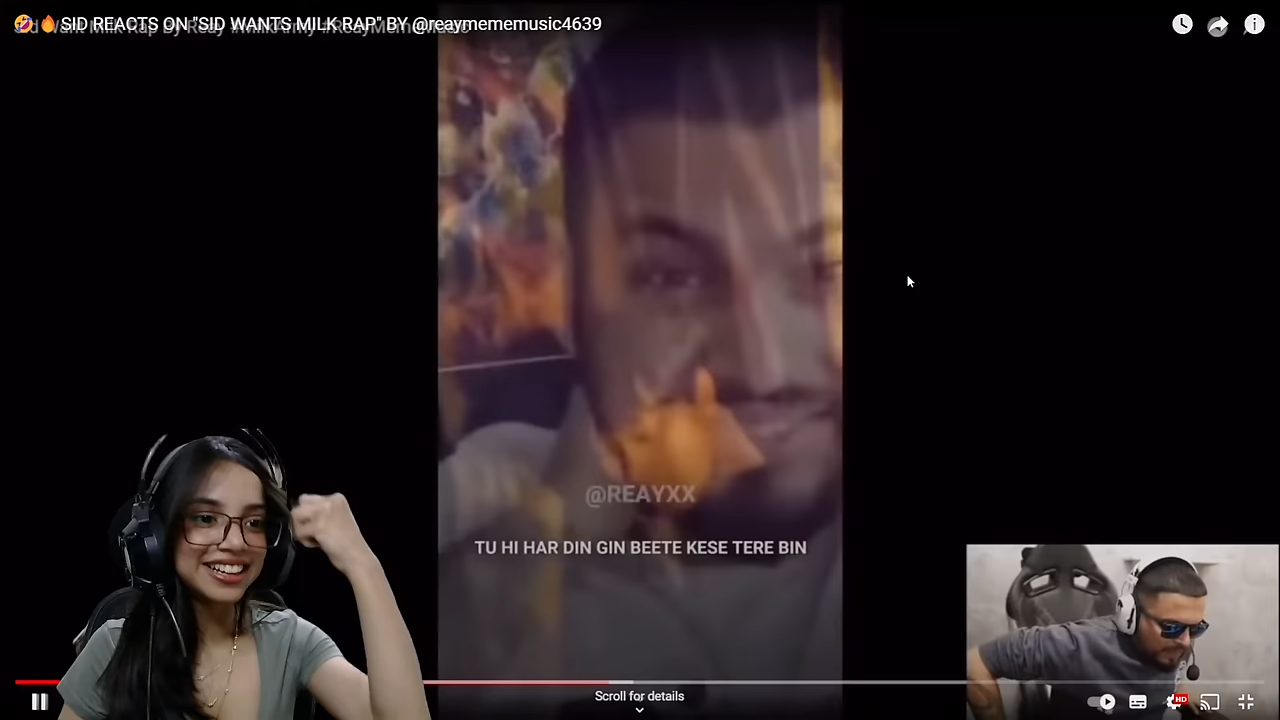 🤣🔥 SID REACTS ON "SID WANTS MILK RAP" BY @reaymememusic4639
@REAYXX
TU HI HAR DIN GIN BEETE KESE TERE BIN
Scroll for details
HD